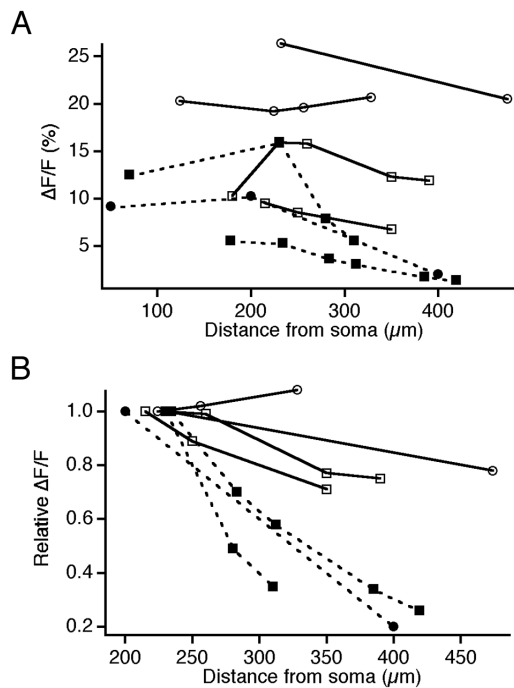 A
25
20
15
10
5
ΔF/F (%)
100 200 300 400
Distance from soma (µm)
B
1.0
0.8
0.6
0.4
0.2
Relative ΔF/F
200 250 300 350 400 450
Distance from soma (µm)